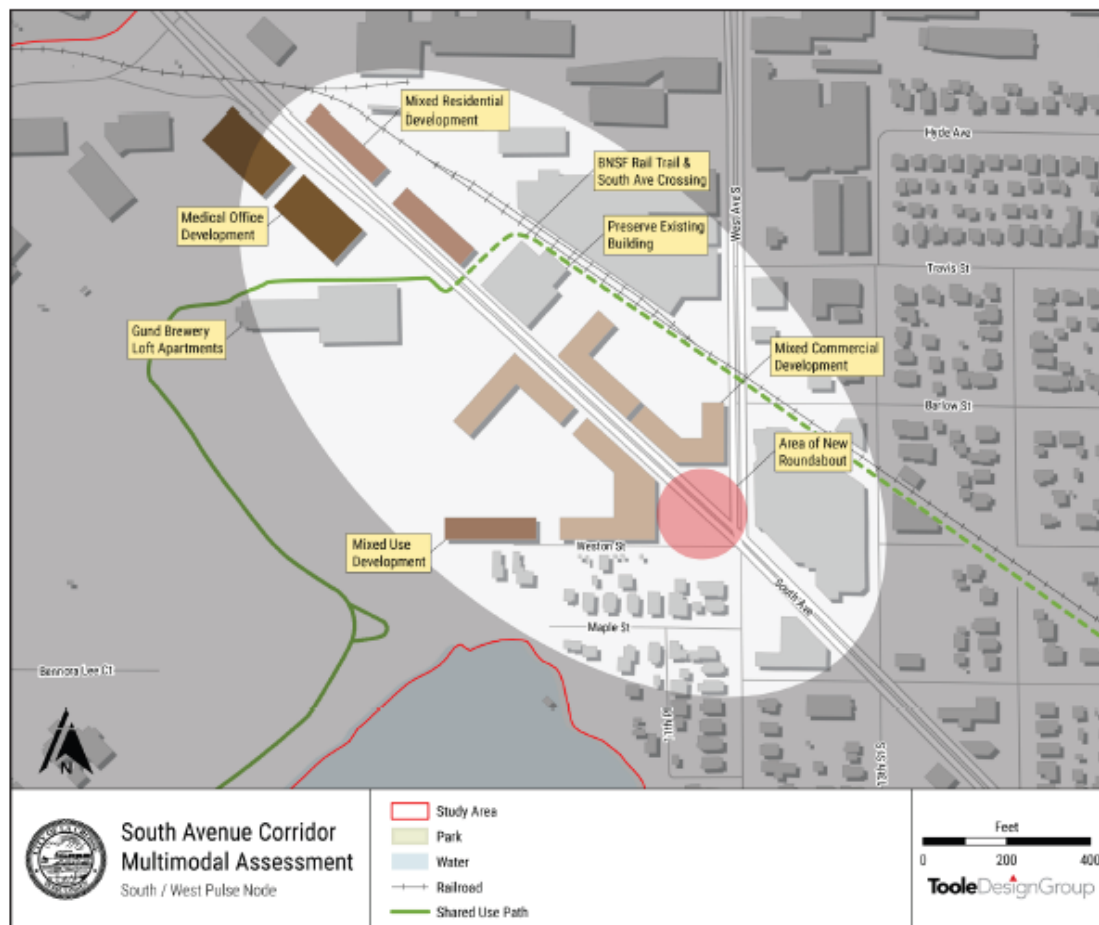 Mixed Residential
Development
Hyde Ave
BNSF Rail Trail &
South Ave Crossing
West Ave S
Medical Office
Development
Preserve Existing
Building
Travis St
Gund Brewery
Loft Apartments
Mixed Commercial
Development
Barlow St
Area of New
Roundabout
Mixed Use
Development
Weston St
South Ave
Maple St
Bennora Lee Ct
N
South Avenue Corridor
Multimodal Assessment
South / West Pulse Node
Study Area
Park
Water
Railroad
Shared Use Path
Feet
0 200 400
TooleDesignGroup